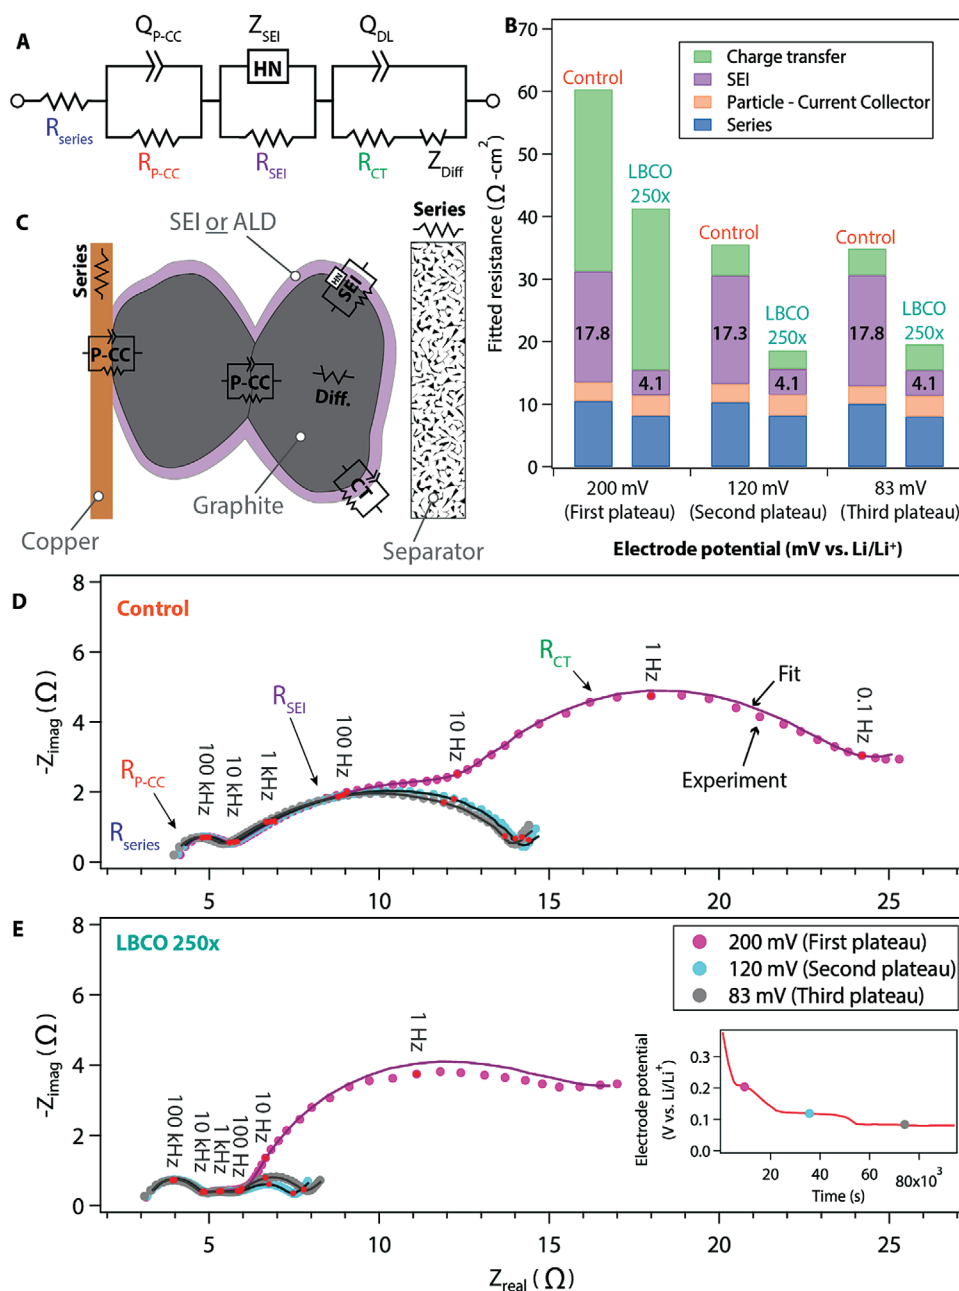 A
Q_P-CC
Z_SEI
Q_DL
HN
R_series
R_P-CC
R_SEI
R_CT
Z_Diff
B
70
60
50
40
30
20
10
0
Fitted resistance (Ω-cm²)
Charge transfer
SEI
Particle - Current Collector
Series
Control
LBCO
250x
Control
LBCO
250x
Control
LBCO
250x
17.8
4.1
17.3
4.1
17.8
4.1
200 mV
(First plateau)
120 mV
(Second plateau)
83 mV
(Third plateau)
Electrode potential (mV vs. Li/Li⁺)
C
SEI or ALD
Series
Series
HN
SEI
P-CC
P-CC
Diff.
CT
Graphite
Copper
Separator
D
Control
8
6
4
2
0
-Z_imag (Ω)
R_P-CC
R_series
R_SEI
R_CT
100 kHz
10 kHz
1 kHz
100 Hz
10 Hz
1 Hz
0.1 Hz
Fit
Experiment
5
10
15
20
25
E
LBCO 250x
8
6
4
2
0
-Z_imag (Ω)
100 kHz
10 kHz
1 kHz
100 Hz
10 Hz
1 Hz
200 mV (First plateau)
120 mV (Second plateau)
83 mV (Third plateau)
Electrode potential
(V vs. Li/Li⁺)
0.3
0.2
0.1
0.0
20
40
60
80x10³
Time (s)
5
10
15
20
25
Z_real (Ω)